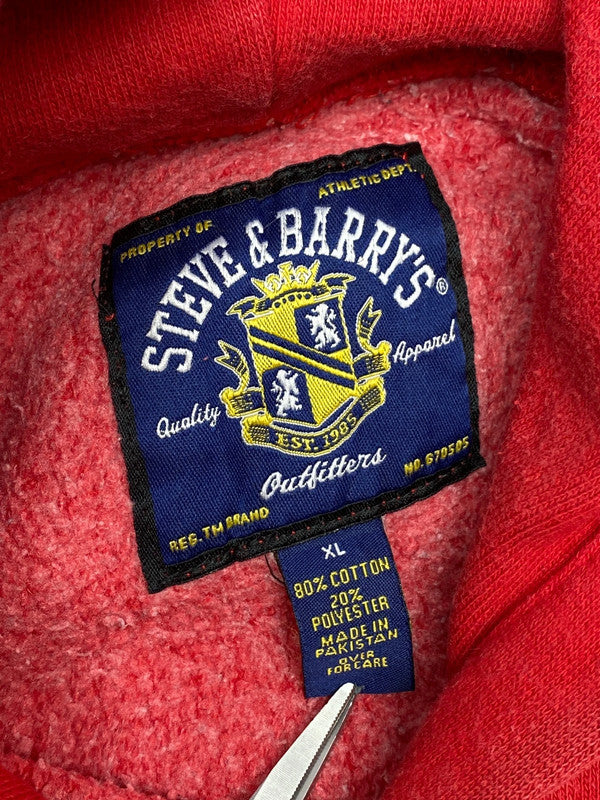 PROPERTY OF
ATHLETIC DEPT.
STEVE & BARRY'S®
Quality
Apparel
EST. 1985
Outfitters
REG. TM BRAND
NO. 670505
XL
80% COTTON
20%
POLYESTER
MADE IN
PAKISTAN
OVER
FOR CARE